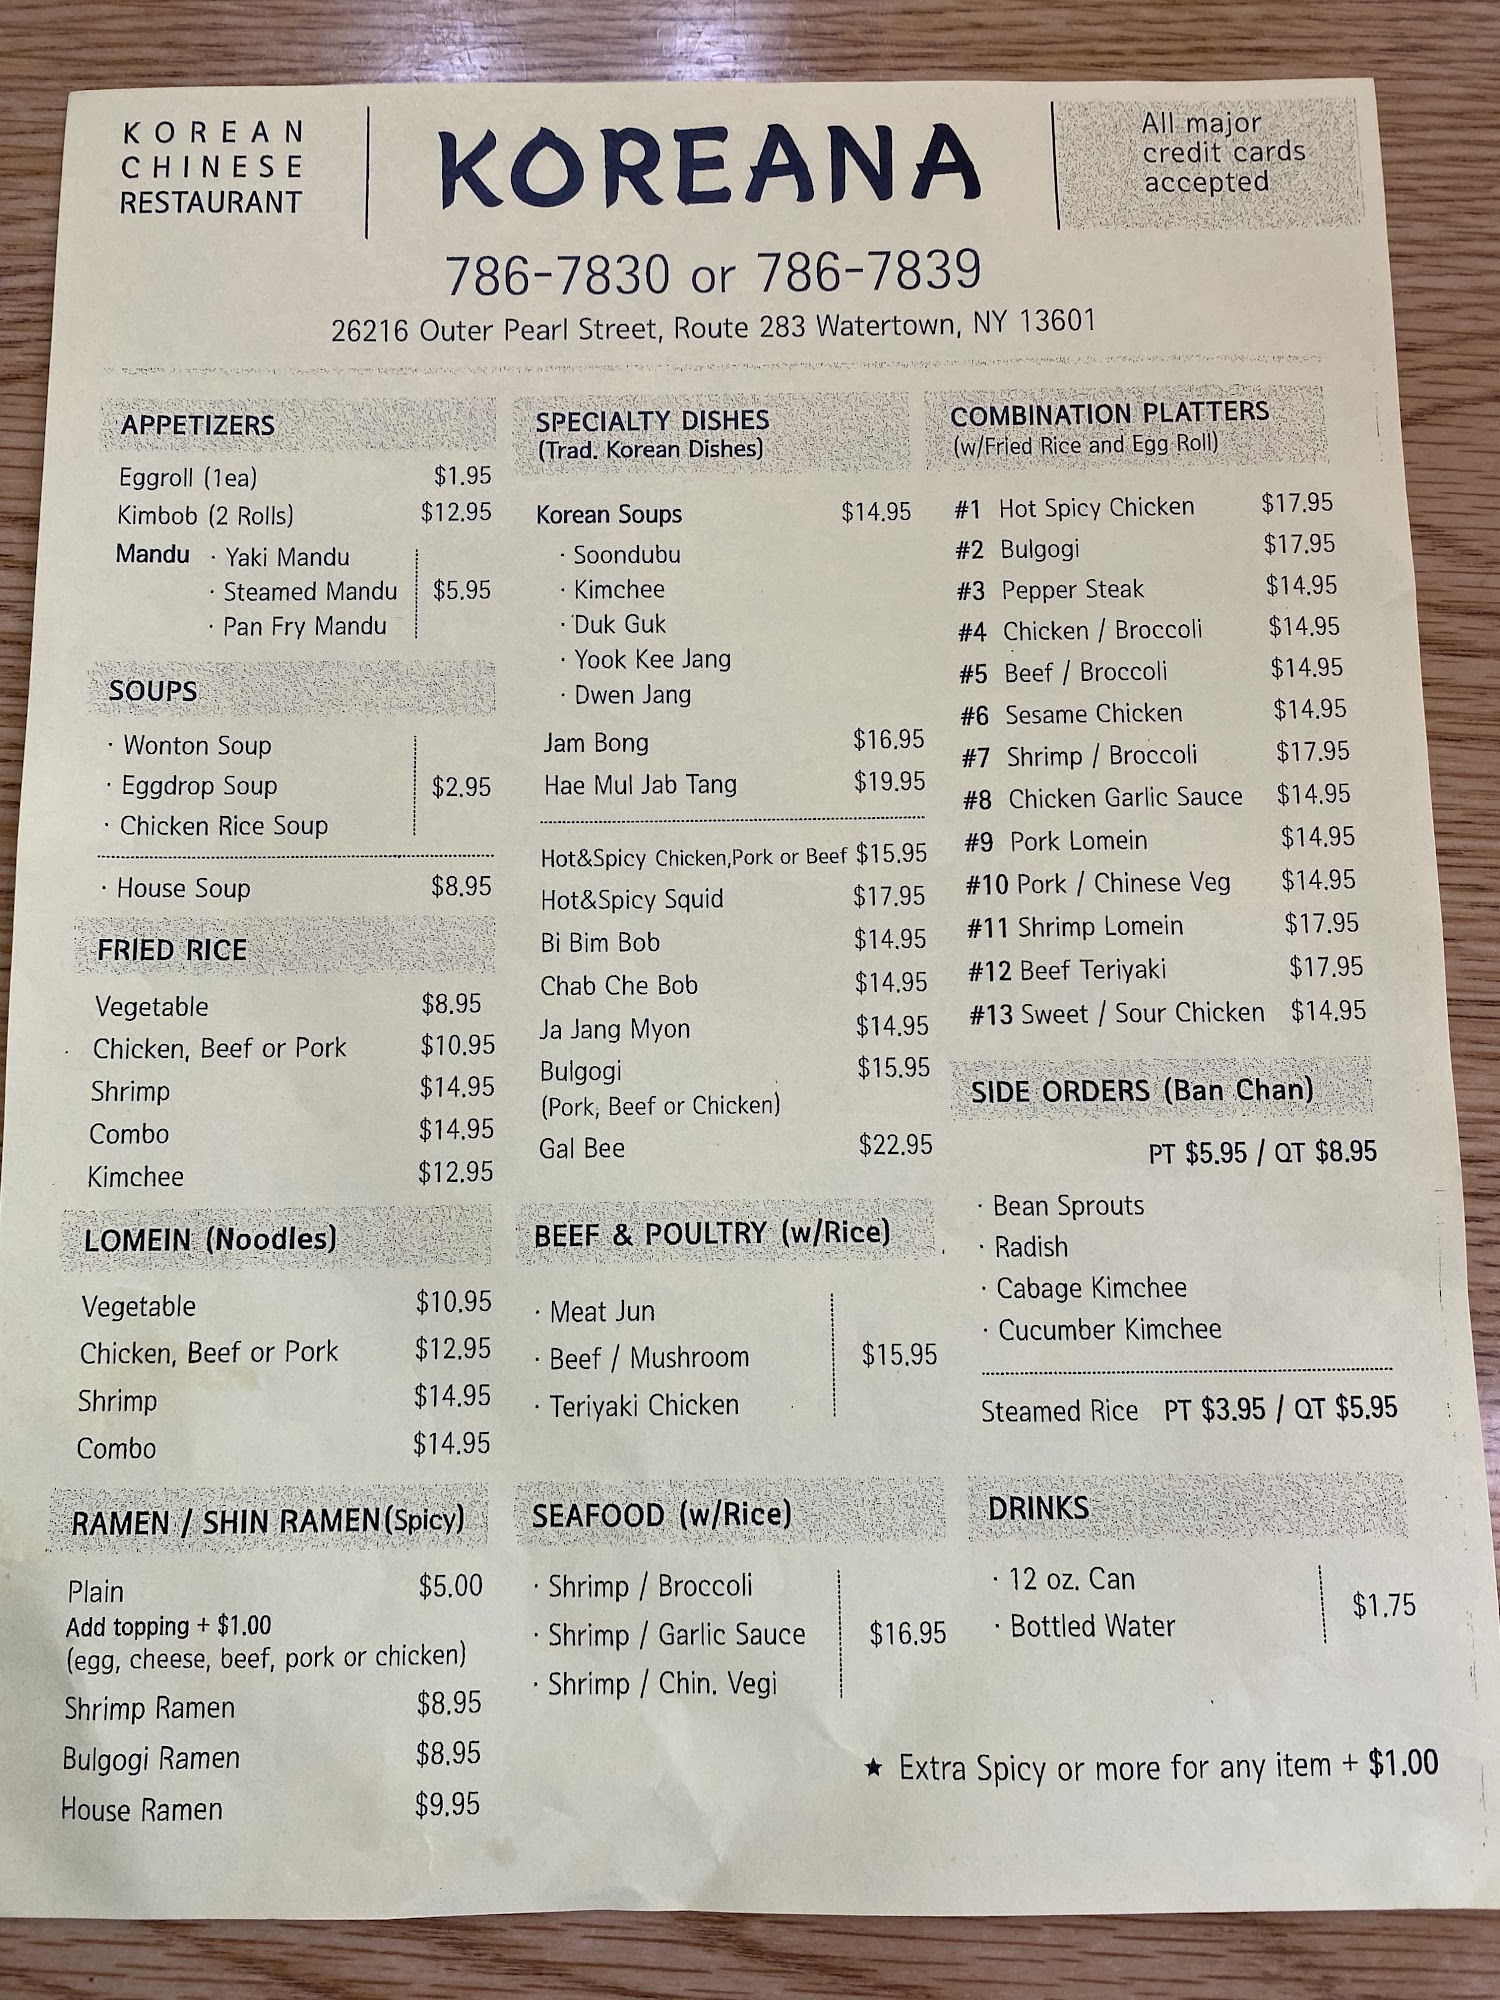 KOREAN
CHINESE
RESTAURANT
KOREANA
All major
credit cards
accepted
786-7830 or 786-7839
26216 Outer Pearl Street, Route 283 Watertown, NY 13601
APPETIZERS
Eggroll (1ea) $1.95
Kimbob (2 Rolls) $12.95
Mandu · Yaki Mandu
· Steamed Mandu $5.95
· Pan Fry Mandu
SOUPS
· Wonton Soup
· Eggdrop Soup $2.95
· Chicken Rice Soup
· House Soup $8.95
FRIED RICE
Vegetable $8.95
Chicken, Beef or Pork $10.95
Shrimp $14.95
Combo $14.95
Kimchee $12.95
LOMEIN (Noodles)
Vegetable $10.95
Chicken, Beef or Pork $12.95
Shrimp $14.95
Combo $14.95
RAMEN / SHIN RAMEN(Spicy)
Plain $5.00
Add topping + $1.00
(egg, cheese, beef, pork or chicken)
Shrimp Ramen $8.95
Bulgogi Ramen $8.95
House Ramen $9.95
SPECIALTY DISHES
(Trad. Korean Dishes)
Korean Soups $14.95
· Soondubu
· Kimchee
· Duk Guk
· Yook Kee Jang
· Dwen Jang
Jam Bong $16.95
Hae Mul Jab Tang $19.95
Hot&Spicy Chicken,Pork or Beef $15.95
Hot&Spicy Squid $17.95
Bi Bim Bob $14.95
Chab Che Bob $14.95
Ja Jang Myon $14.95
Bulgogi $15.95
(Pork, Beef or Chicken)
Gal Bee $22.95
BEEF & POULTRY (w/Rice)
· Meat Jun
· Beef / Mushroom $15.95
· Teriyaki Chicken
SEAFOOD (w/Rice)
· Shrimp / Broccoli
· Shrimp / Garlic Sauce $16.95
· Shrimp / Chin. Vegi
COMBINATION PLATTERS
(w/Fried Rice and Egg Roll)
#1 Hot Spicy Chicken $17.95
#2 Bulgogi $17.95
#3 Pepper Steak $14.95
#4 Chicken / Broccoli $14.95
#5 Beef / Broccoli $14.95
#6 Sesame Chicken $14.95
#7 Shrimp / Broccoli $17.95
#8 Chicken Garlic Sauce $14.95
#9 Pork Lomein $14.95
#10 Pork / Chinese Veg $14.95
#11 Shrimp Lomein $17.95
#12 Beef Teriyaki $17.95
#13 Sweet / Sour Chicken $14.95
SIDE ORDERS (Ban Chan)
PT $5.95 / QT $8.95
· Bean Sprouts
· Radish
· Cabage Kimchee
· Cucumber Kimchee
Steamed Rice PT $3.95 / QT $5.95
DRINKS
· 12 oz. Can
· Bottled Water $1.75
★ Extra Spicy or more for any item + $1.00